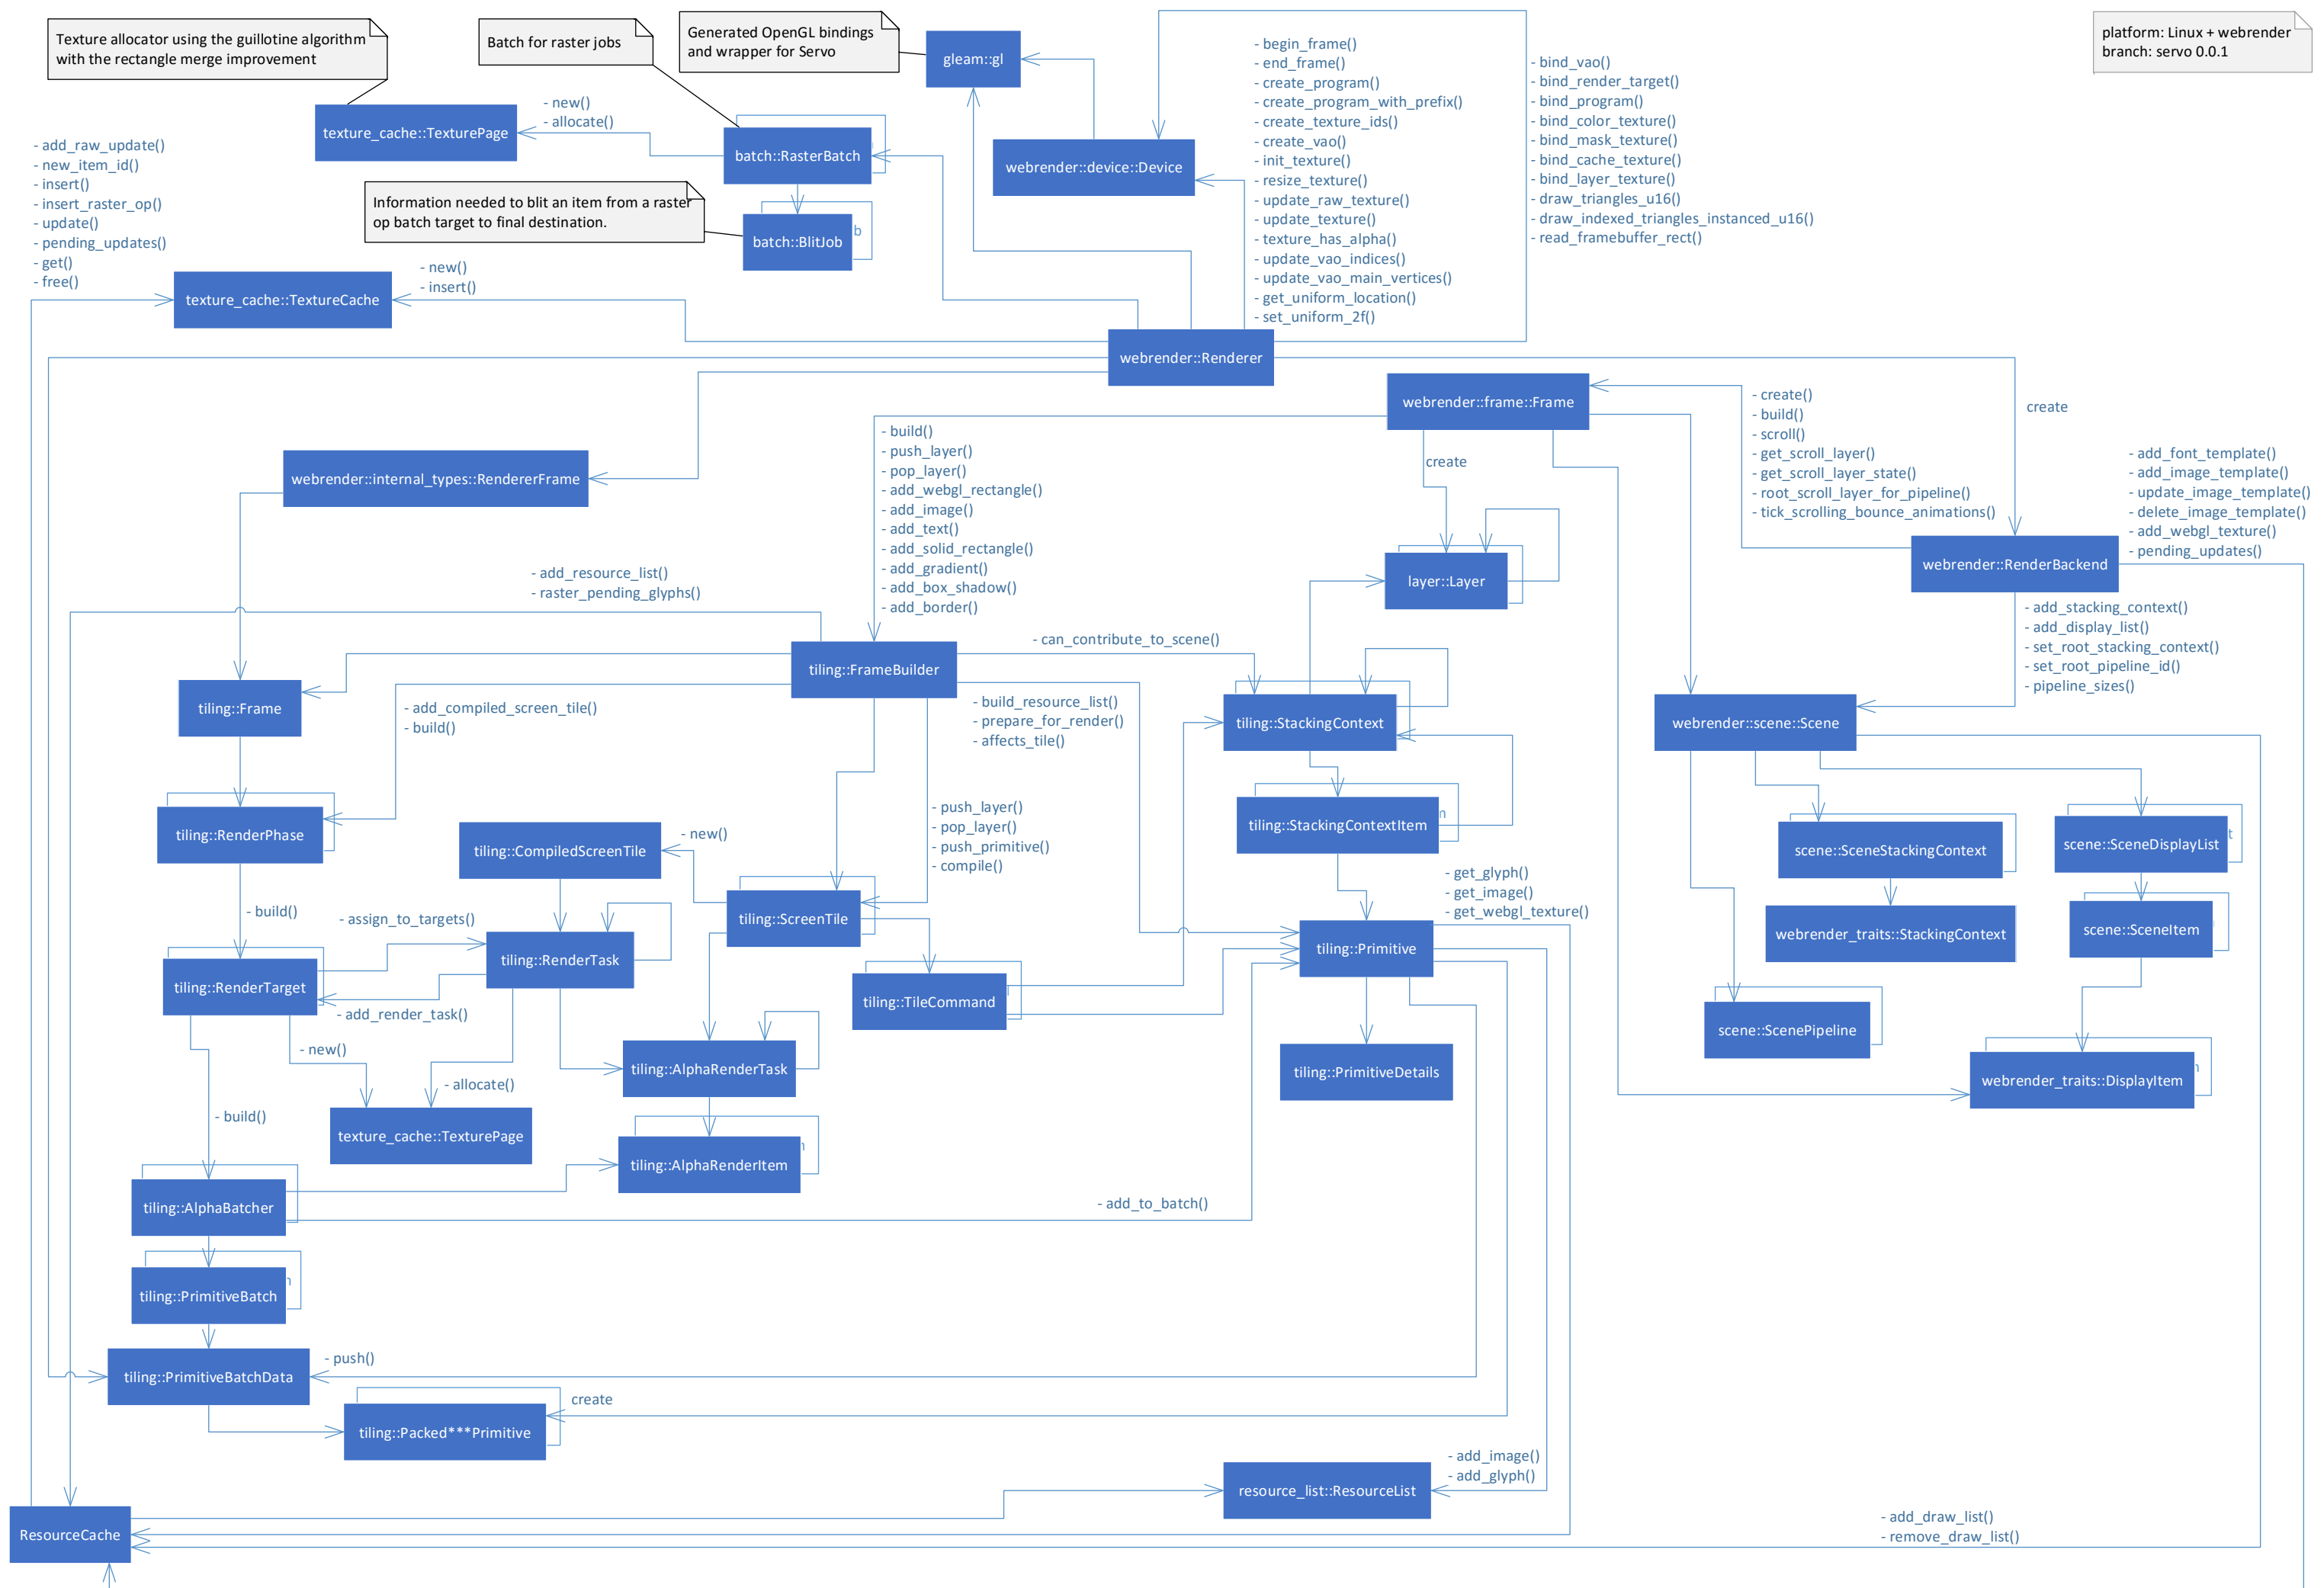 Texture allocator using the guillotine algorithm
with the rectangle merge improvement
Batch for raster jobs
Generated OpenGL bindings
and wrapper for Servo
gleam::gl
platform: Linux + webrender
branch: servo 0.0.1
- begin_frame()
- end_frame()
- create_program()
- create_program_with_prefix()
- create_texture_ids()
- create_vao()
- init_texture()
- resize_texture()
- update_raw_texture()
- update_texture()
- texture_has_alpha()
- update_vao_indices()
- update_vao_main_vertices()
- get_uniform_location()
- set_uniform_2f()
- bind_vao()
- bind_render_target()
- bind_program()
- bind_color_texture()
- bind_mask_texture()
- bind_cache_texture()
- bind_layer_texture()
- draw_triangles_u16()
- draw_indexed_triangles_instanced_u16()
- read_framebuffer_rect()
texture_cache::TexturePage
- new()
- allocate()
batch::RasterBatch
webrender::device::Device
- add_raw_update()
- new_item_id()
- insert()
- insert_raster_op()
- update()
- pending_updates()
- get()
- free()
Information needed to blit an item from a raster
op batch target to final destination.
batch::BlitJob
b
texture_cache::TextureCache
- new()
- insert()
webrender::Renderer
webrender::frame::Frame
- create()
- build()
- scroll()
- get_scroll_layer()
- get_scroll_layer_state()
- root_scroll_layer_for_pipeline()
- tick_scrolling_bounce_animations()
create
- add_font_template()
- add_image_template()
- update_image_template()
- delete_image_template()
- add_webgl_texture()
- pending_updates()
webrender::internal_types::RendererFrame
- build()
- push_layer()
- pop_layer()
- add_webgl_rectangle()
- add_image()
- add_text()
- add_solid_rectangle()
- add_gradient()
- add_box_shadow()
- add_border()
create
layer::Layer
webrender::RenderBackend
- add_resource_list()
- raster_pending_glyphs()
- add_stacking_context()
- add_display_list()
- set_root_stacking_context()
- set_root_pipeline_id()
- pipeline_sizes()
tiling::FrameBuilder
- can_contribute_to_scene()
tiling::Frame
- add_compiled_screen_tile()
- build()
- build_resource_list()
- prepare_for_render()
- affects_tile()
tiling::StackingContext
webrender::scene::Scene
tiling::RenderPhase
tiling::CompiledScreenTile
- new()
- push_layer()
- pop_layer()
- push_primitive()
- compile()
tiling::StackingContextItem
n
scene::SceneStackingContext
scene::SceneDisplayList
t
- get_glyph()
- get_image()
- get_webgl_texture()
- build()
- assign_to_targets()
tiling::ScreenTile
webrender_traits::StackingContext
scene::SceneItem
tiling::RenderTask
tiling::Primitive
tiling::RenderTarget
- add_render_task()
tiling::TileCommand
scene::ScenePipeline
- new()
tiling::AlphaRenderTask
tiling::PrimitiveDetails
webrender_traits::DisplayItem
- allocate()
- build()
texture_cache::TexturePage
tiling::AlphaRenderItem
tiling::AlphaBatcher
- add_to_batch()
tiling::PrimitiveBatch
- push()
tiling::PrimitiveBatchData
create
tiling::Packed***Primitive
- add_image()
- add_glyph()
resource_list::ResourceList
ResourceCache
- add_draw_list()
- remove_draw_list()